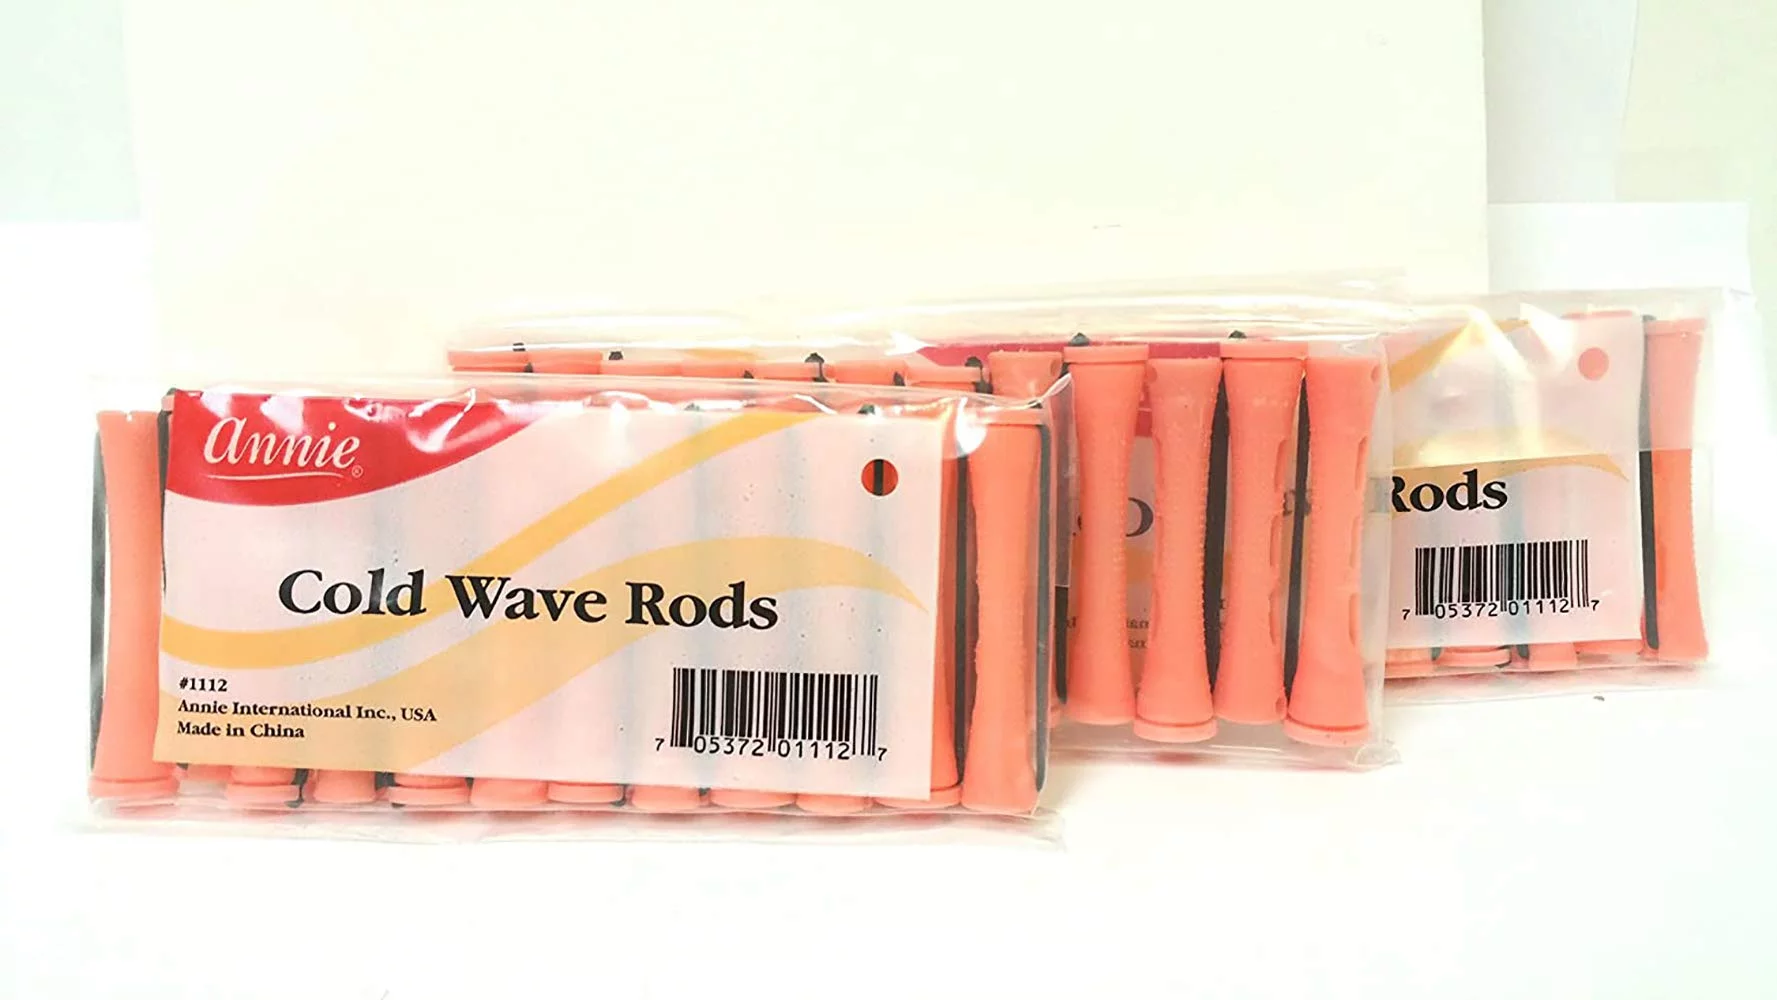 annie®
Cold Wave Rods
#1112
Annie International Inc., USA
Made in China
7 05372 01112 7
Rods
7 05372 01112 7